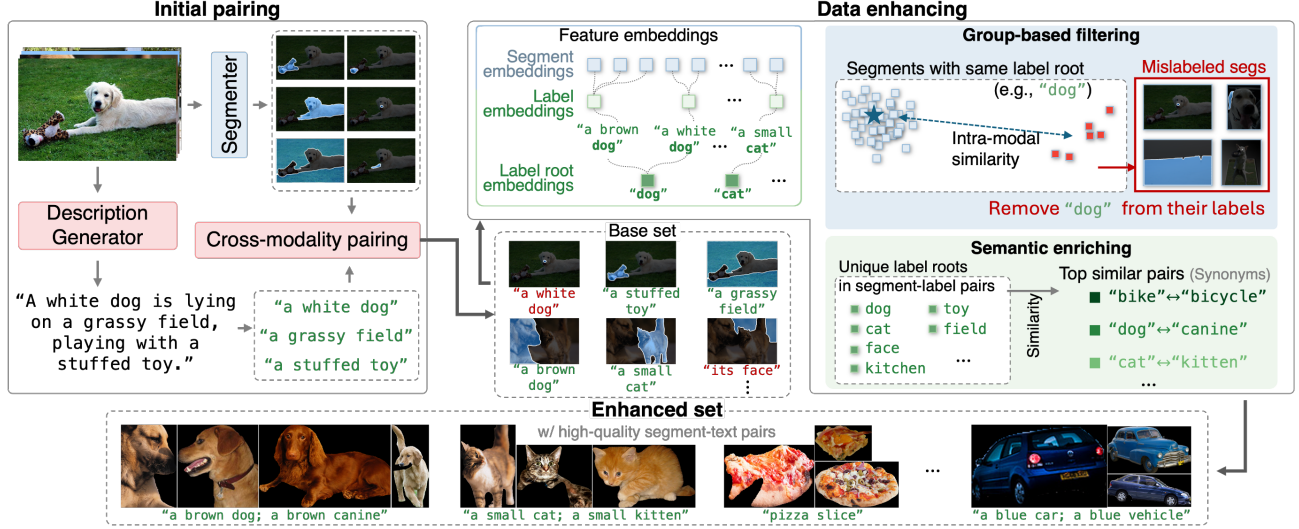 Initial pairing
Segmenter
Description
Generator
Cross-modality pairing
“A white dog is lying
on a grassy field,
playing with a
stuffed toy.”
“a white dog”
“a grassy field”
“a stuffed toy”
Data enhancing
Feature embeddings
Segment
embeddings
...
Label
embeddings
...
“a brown
dog”
“a white
dog”
...
“a small
cat”
Label root
embeddings
“dog”
“cat”
...
Base set
“a white
dog”
“a stuffed
toy”
“a grassy
field”
“a brown
dog”
“a small
cat”
“its face”
⋮
Group-based filtering
Segments with same label root
(e.g., “dog”)
Intra-modal
similarity
Mislabeled segs
Remove “dog” from their labels
Semantic enriching
Unique label roots
in segment-label pairs
dog
cat
face
kitchen
toy
field
...
Similarity
Top similar pairs (Synonyms)
“bike”↔“bicycle”
“dog”↔“canine”
“cat”↔“kitten”
...
Enhanced set
w/ high-quality segment-text pairs
“a brown dog; a brown canine”
“a small cat; a small kitten”
“pizza slice”
...
“a blue car; a blue vehicle”